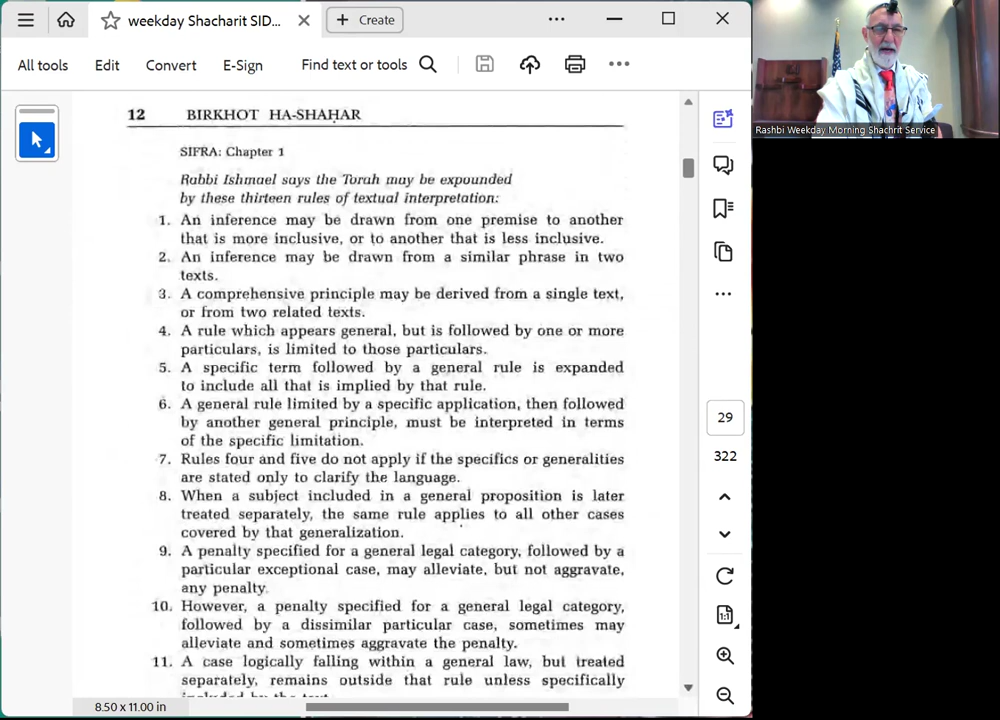 weekday Shacharit SID...
Create
All tools
Edit
Convert
E-Sign
Find text or tools
12 BIRKHOT HA-SHAḤAR
SIFRA: Chapter 1
Rabbi Ishmael says the Torah may be expounded
by these thirteen rules of textual interpretation:
1. An inference may be drawn from one premise to another
that is more inclusive, or to another that is less inclusive.
2. An inference may be drawn from a similar phrase in two
texts.
3. A comprehensive principle may be derived from a single text,
or from two related texts.
4. A rule which appears general, but is followed by one or more
particulars, is limited to those particulars.
5. A specific term followed by a general rule is expanded
to include all that is implied by that rule.
6. A general rule limited by a specific application, then followed
by another general principle, must be interpreted in terms
of the specific limitation.
7. Rules four and five do not apply if the specifics or generalities
are stated only to clarify the language.
8. When a subject included in a general proposition is later
treated separately, the same rule applies to all other cases
covered by that generalization.
9. A penalty specified for a general legal category, followed by a
particular exceptional case, may alleviate, but not aggravate,
any penalty.
10. However, a penalty specified for a general legal category,
followed by a dissimilar particular case, sometimes may
alleviate and sometimes aggravate the penalty.
11. A case logically falling within a general law, but treated
separately, remains outside that rule unless specifically
8.50 x 11.00 in
29
322
1:1
Rashbi Weekday Morning Shachrit Service